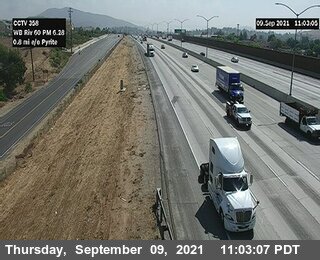 CCTV 358
WB Riv 60 PM 6.28
0.8 mi e/o Pyrite
09.Sep 2021
11:03:05
Thursday, September 09, 2021 11:03:07 PDT